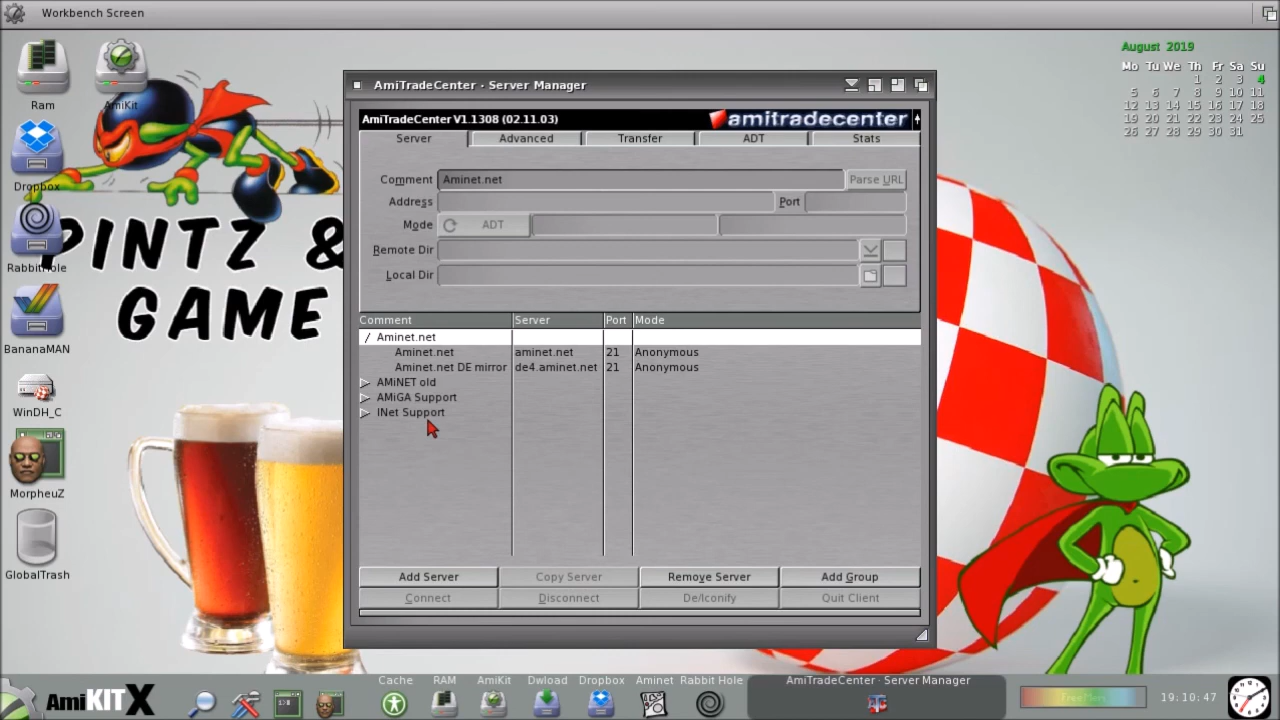 Workbench Screen
Ram
AmiKit
Dropbox
RabbitHole
BananaMAN
WinDH_C
MorpheuZ
GlobalTrash
PINTZ &
GAME
August 2019
Mo Tu We Th Fr Sa Su
1 2 3 4
5 6 7 8 9 10 11
12 13 14 15 16 17 18
19 20 21 22 23 24 25
26 27 28 29 30 31
AmiTradeCenter · Server Manager
AmiTradeCenter V1.1308 (02.11.03)
amitradecenter
Server Advanced Transfer ADT Stats
Comment Aminet.net Parse URL
Address Port
Mode ADT
Remote Dir
Local Dir
Comment Server Port Mode
/ Aminet.net
Aminet.net aminet.net 21 Anonymous
Aminet.net DE mirror de4.aminet.net 21 Anonymous
AMiNET old
AMiGA Support
INet Support
Add Server Copy Server Remove Server Add Group
Connect Disconnect De/Iconify Quit Client
AmiKIT X
Cache RAM AmiKit Dwload Dropbox Aminet Rabbit Hole
AmiTradeCenter · Server Manager
19:10:47